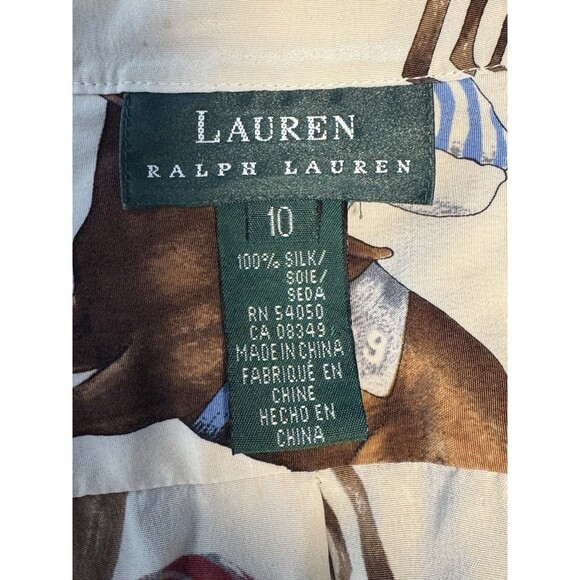 LAUREN
RALPH LAUREN
10
100% SILK/
SOIE/
SEDA
RN 54050
CA 08349
MADE IN CHINA
FABRIQUÉ EN
CHINE
HECHO EN
CHINA
9